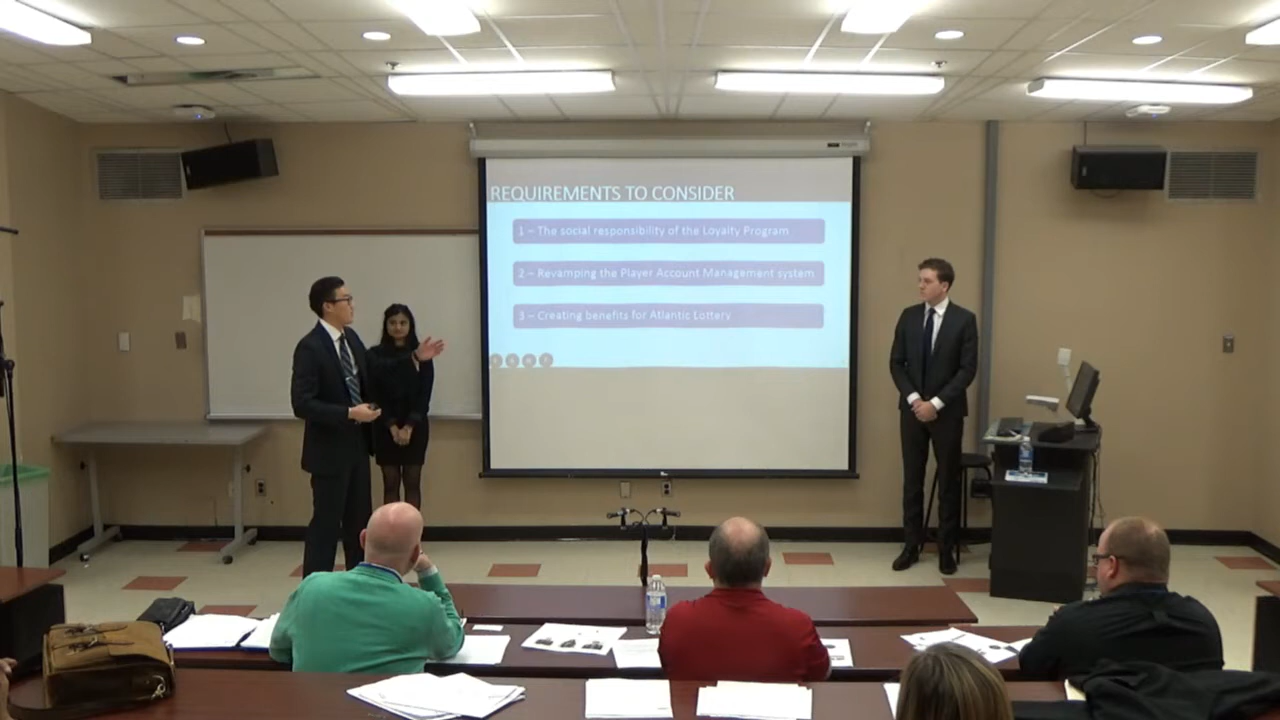 REQUIREMENTS TO CONSIDER
1 – The social responsibility of the Loyalty Program
2 – Revamping the Player Account Management system
3 – Creating benefits for Atlantic Lottery